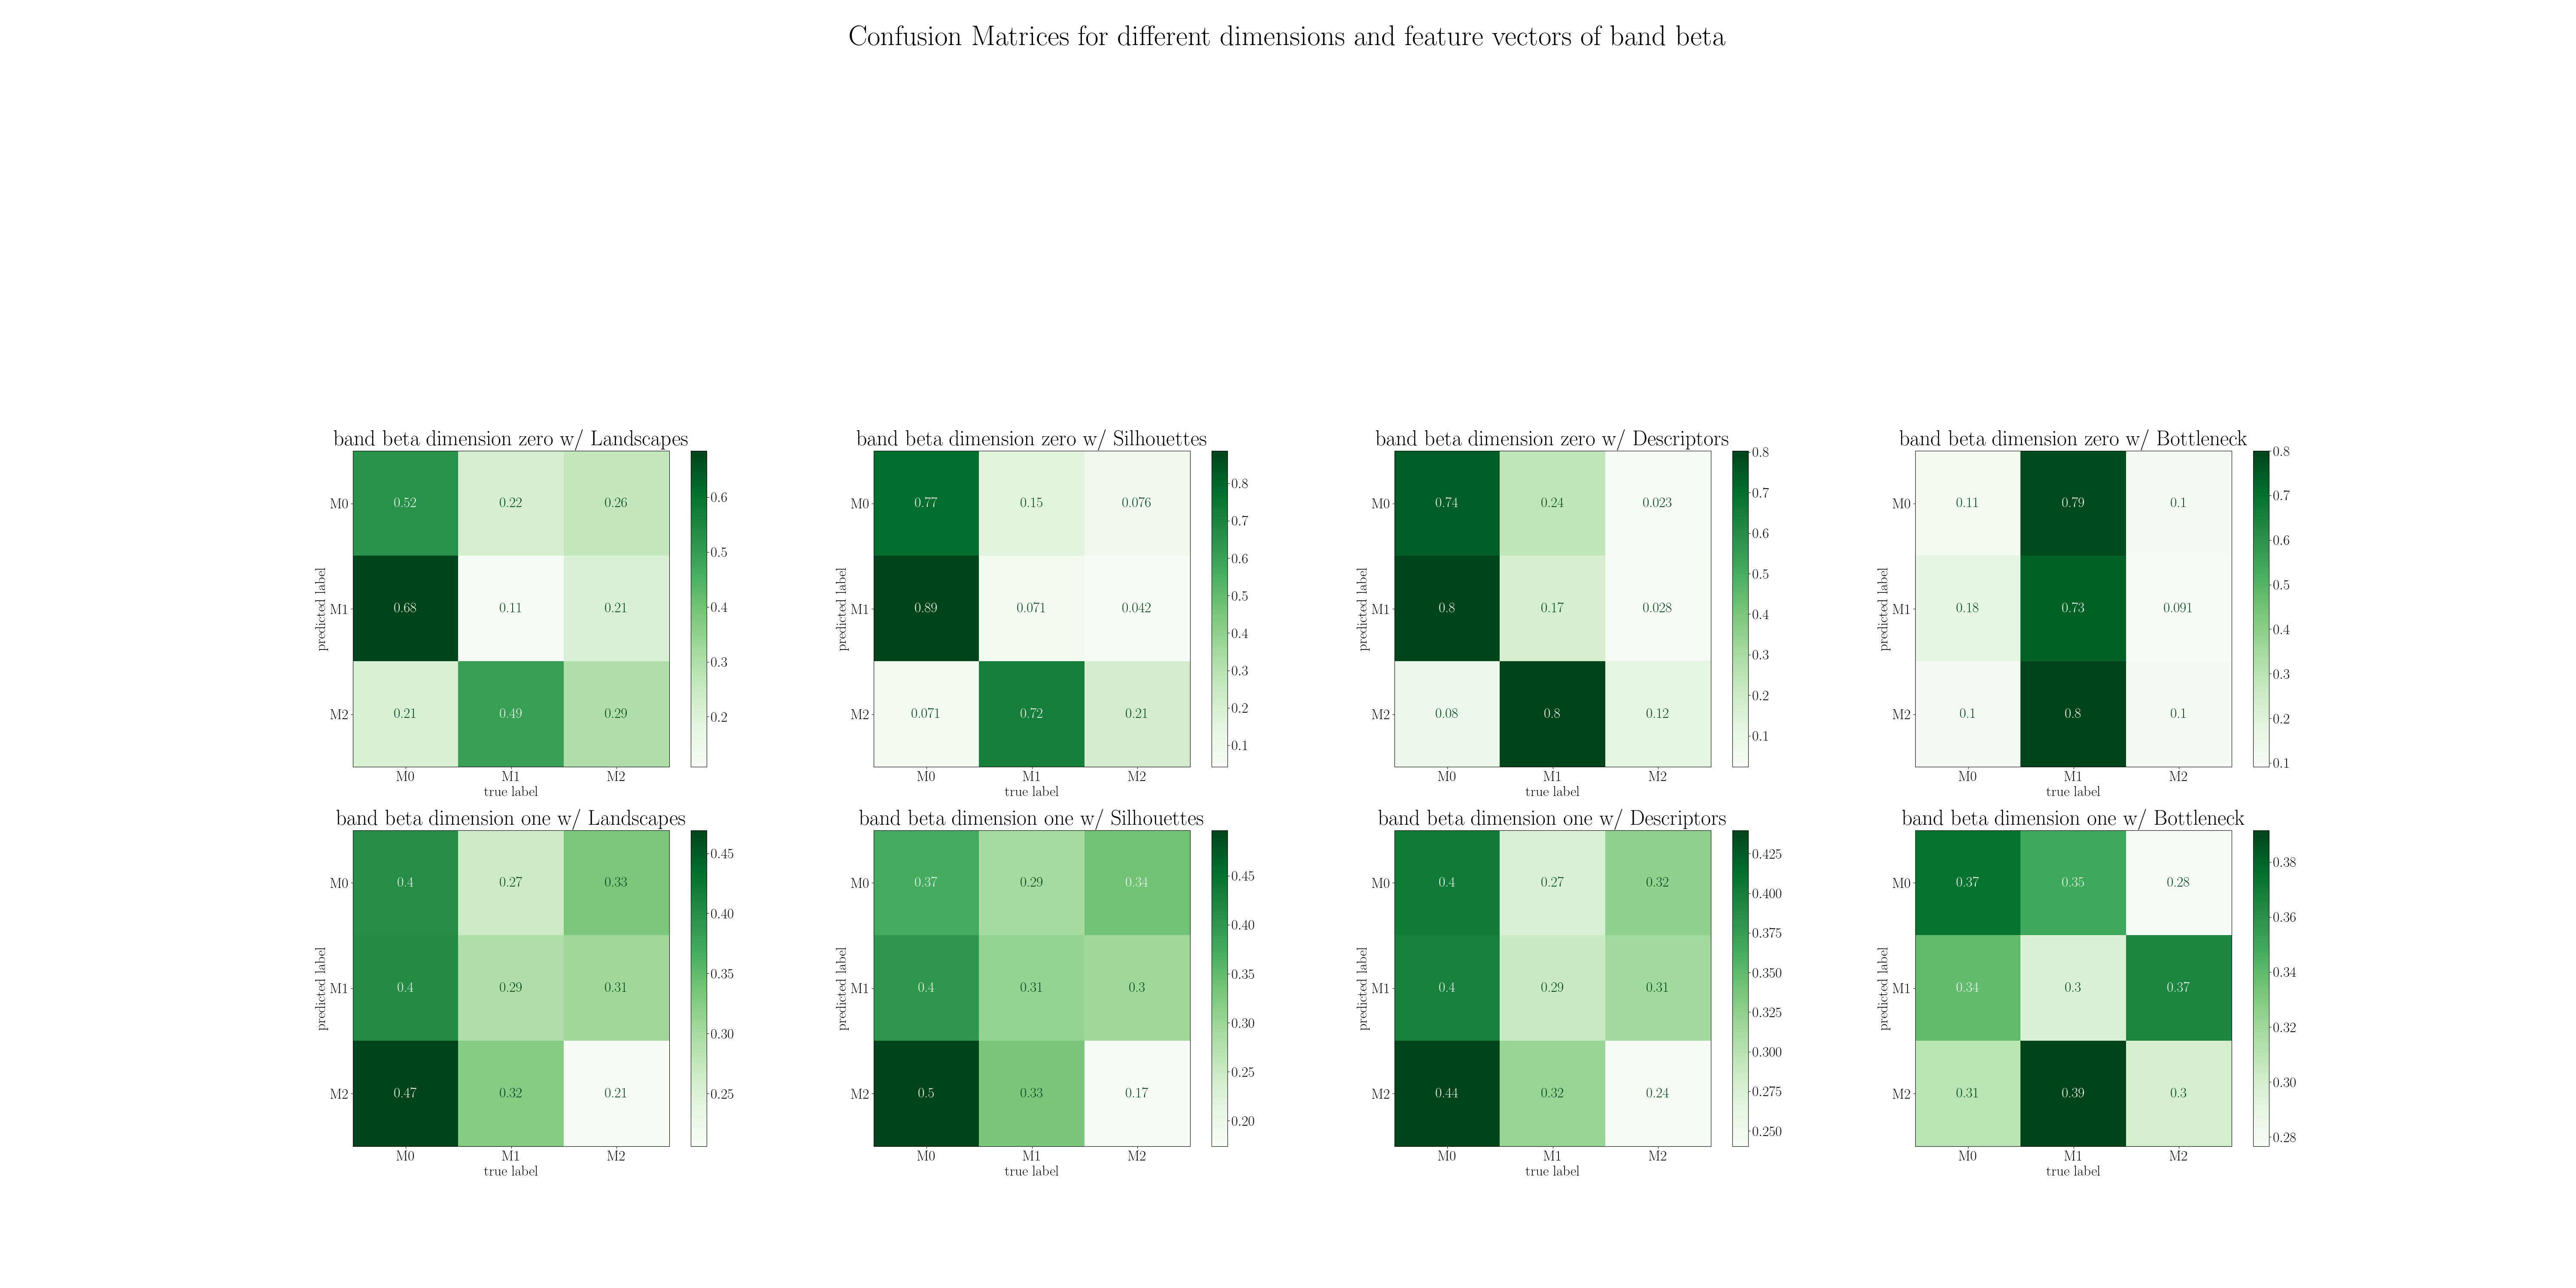 Confusion Matrices for different dimensions and feature vectors of band beta
band beta dimension zero w/ Landscapes
M0 0.52 0.22 0.26
M1 0.68 0.11 0.21
M2 0.21 0.49 0.29
M0 M1 M2
true label
predicted label
0.6
0.5
0.4
0.3
0.2
band beta dimension zero w/ Silhouettes
M0 0.77 0.15 0.076
M1 0.89 0.071 0.042
M2 0.071 0.72 0.21
M0 M1 M2
true label
predicted label
0.8
0.7
0.6
0.5
0.4
0.3
0.2
0.1
band beta dimension zero w/ Descriptors
M0 0.74 0.24 0.023
M1 0.8 0.17 0.028
M2 0.08 0.8 0.12
M0 M1 M2
true label
predicted label
0.8
0.7
0.6
0.5
0.4
0.3
0.2
0.1
band beta dimension zero w/ Bottleneck
M0 0.11 0.79 0.1
M1 0.18 0.73 0.091
M2 0.1 0.8 0.1
M0 M1 M2
true label
predicted label
0.8
0.7
0.6
0.5
0.4
0.3
0.2
0.1
band beta dimension one w/ Landscapes
M0 0.4 0.27 0.33
M1 0.4 0.29 0.31
M2 0.47 0.32 0.21
M0 M1 M2
true label
predicted label
0.45
0.40
0.35
0.30
0.25
band beta dimension one w/ Silhouettes
M0 0.37 0.29 0.34
M1 0.4 0.31 0.3
M2 0.5 0.33 0.17
M0 M1 M2
true label
predicted label
0.45
0.40
0.35
0.30
0.25
0.20
band beta dimension one w/ Descriptors
M0 0.4 0.27 0.32
M1 0.4 0.29 0.31
M2 0.44 0.32 0.24
M0 M1 M2
true label
predicted label
0.425
0.400
0.375
0.350
0.325
0.300
0.275
0.250
band beta dimension one w/ Bottleneck
M0 0.37 0.35 0.28
M1 0.34 0.3 0.37
M2 0.31 0.39 0.3
M0 M1 M2
true label
predicted label
0.38
0.36
0.34
0.32
0.30
0.28